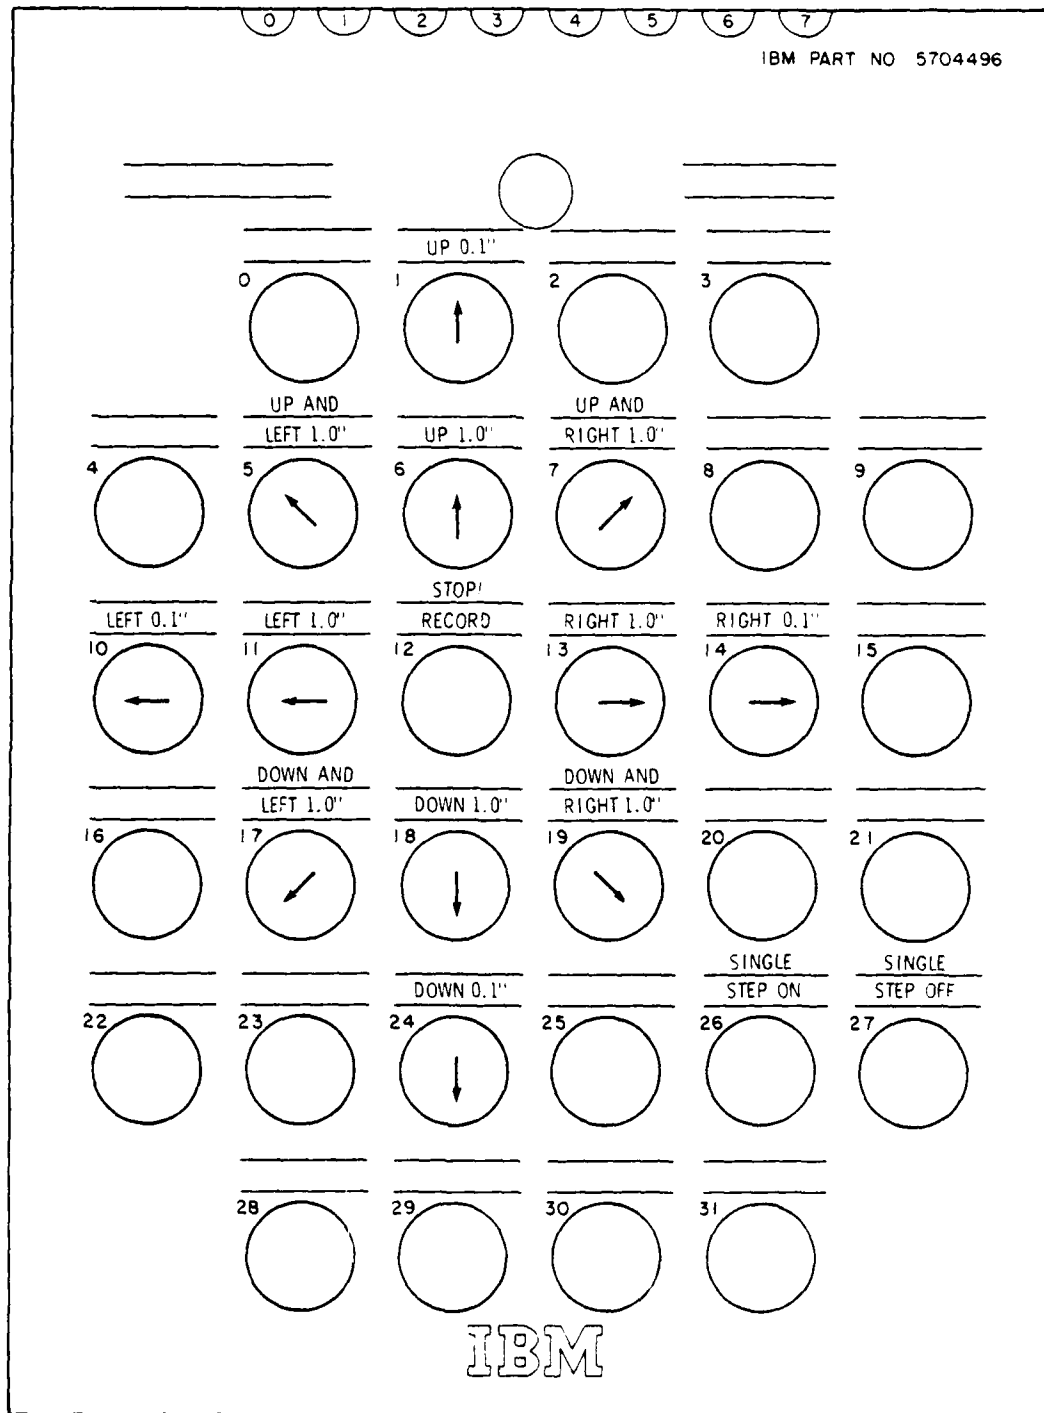 0 1 2 3 4 5 6 7
IBM PART NO 5704496
UP 0.1"
0 1 2 3
UP AND UP AND
LEFT 1.0" UP 1.0" RIGHT 1.0"
4 5 6 7 8 9
STOP/
LEFT 0.1" LEFT 1.0" RECORD RIGHT 1.0" RIGHT 0.1"
10 11 12 13 14 15
DOWN AND DOWN AND
LEFT 1.0" DOWN 1.0" RIGHT 1.0"
16 17 18 19 20 21
SINGLE SINGLE
DOWN 0.1" STEP ON STEP OFF
22 23 24 25 26 27
28 29 30 31
IBM